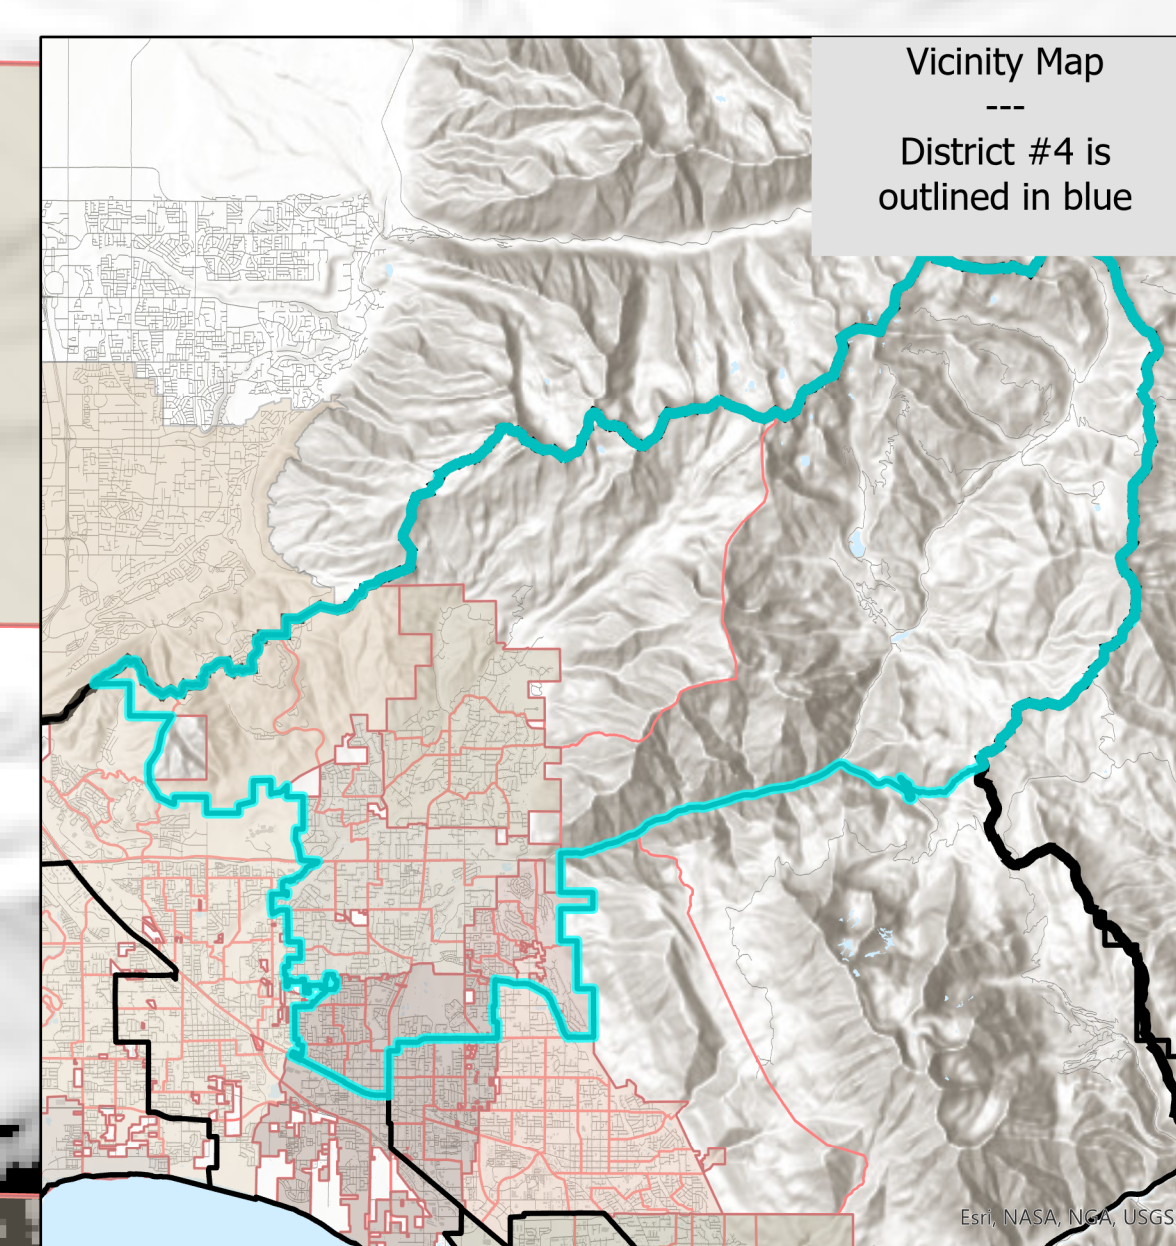 Vicinity Map
---
District #4 is
outlined in blue
Esri, NASA, NGA, USGS